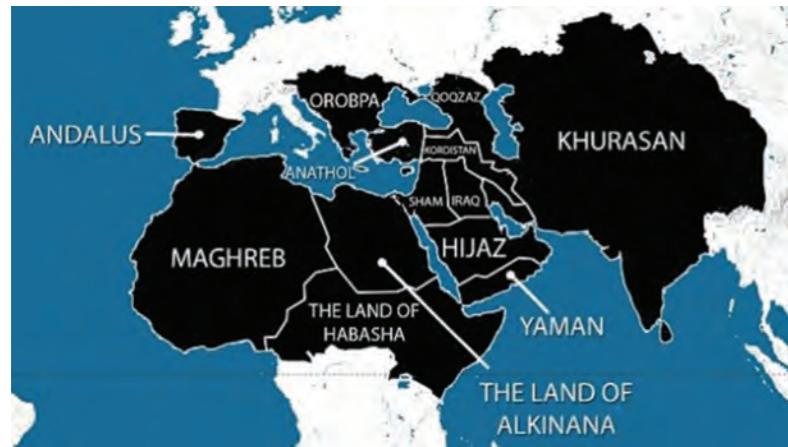 OROBPA
QOQZAZ
ANDALUS
KHURASAN
ANATHOL
KORDISTAN
SHAM
IRAQ
MAGHREB
HIJAZ
THE LAND OF
HABASHA
YAMAN
THE LAND OF
ALKINANA